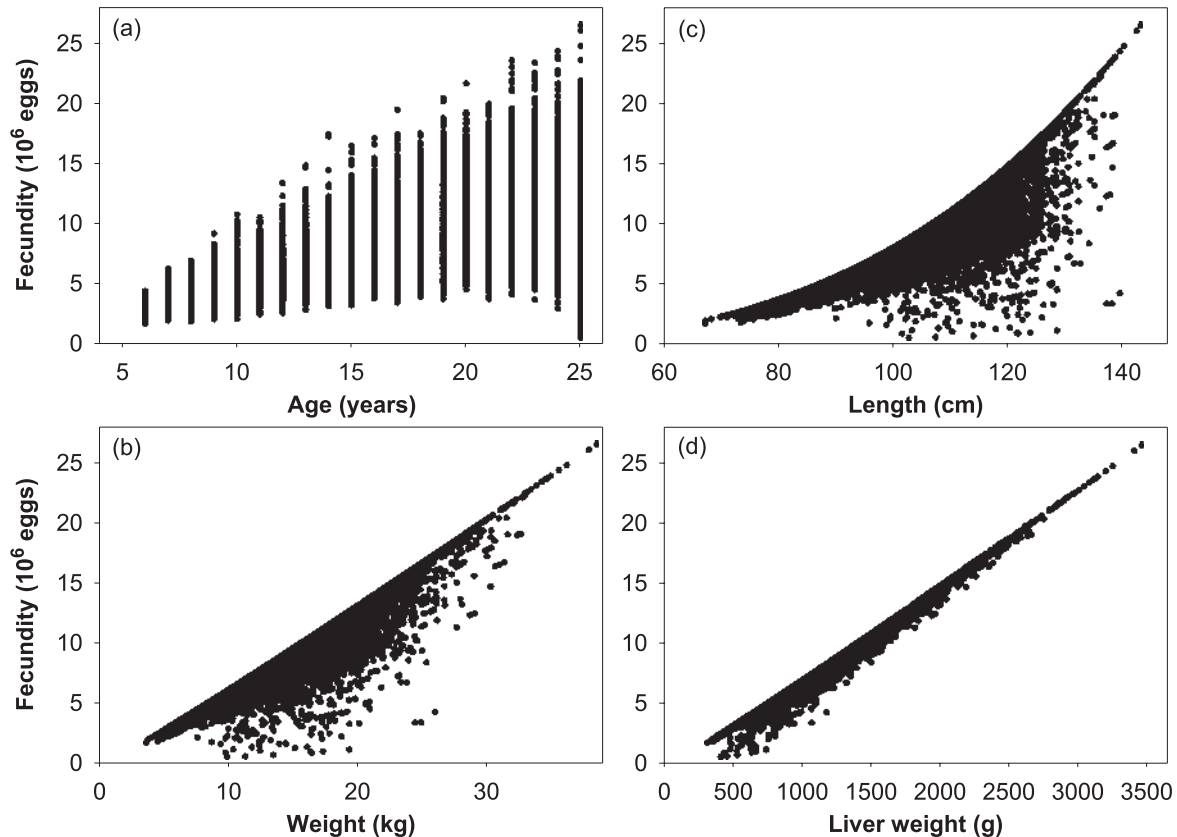 (a)
25
20
15
10
5
0
Fecundity (10⁶ eggs)
5 10 15 20 25
Age (years)
(c)
25
20
15
10
5
0
60 80 100 120 140
Length (cm)
(b)
25
20
15
10
5
0
Fecundity (10⁶ eggs)
0 10 20 30
Weight (kg)
(d)
25
20
15
10
5
0
0 500 1000 1500 2000 2500 3000 3500
Liver weight (g)